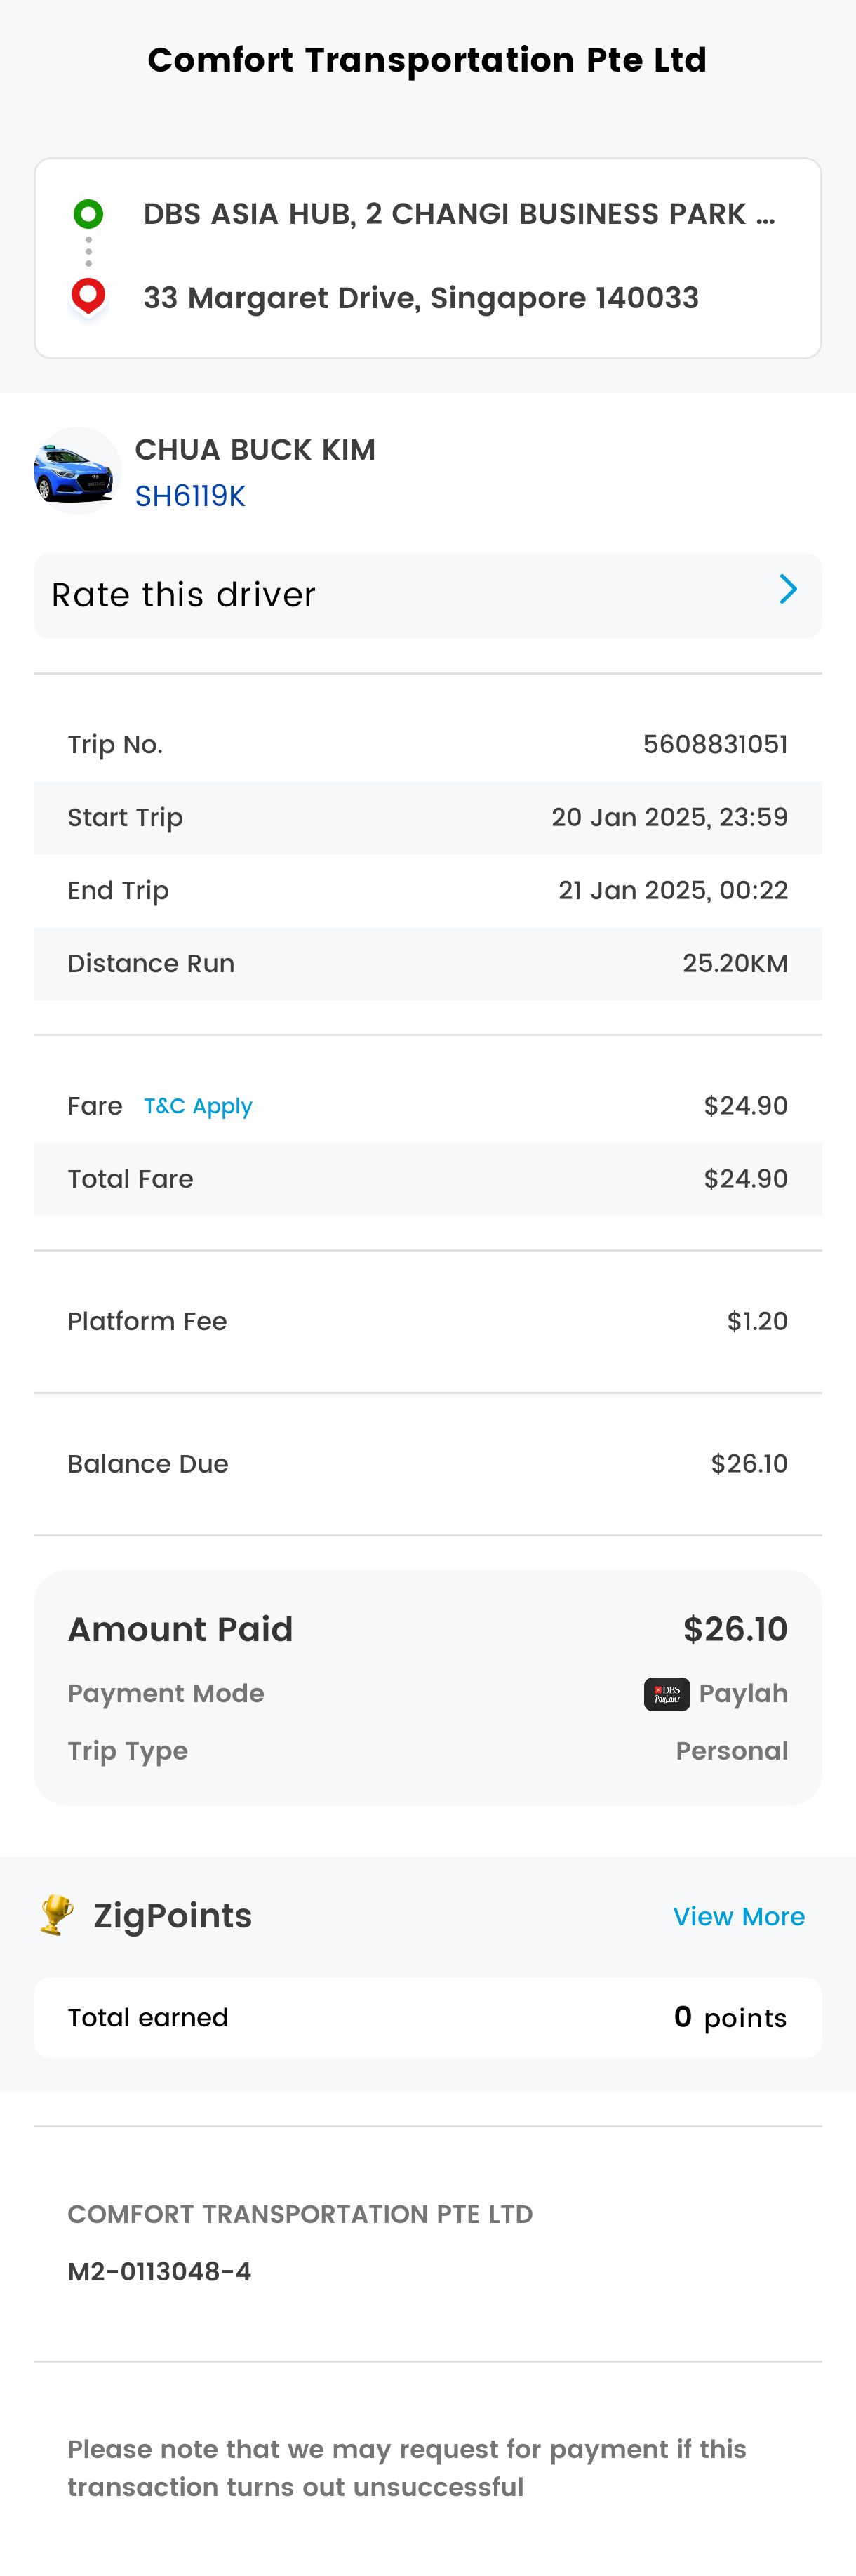 Comfort Transportation Pte Ltd
DBS ASIA HUB, 2 CHANGI BUSINESS PARK ...
33 Margaret Drive, Singapore 140033
CHUA BUCK KIM
SH6119K
Rate this driver
Trip No. 5608831051
Start Trip 20 Jan 2025, 23:59
End Trip 21 Jan 2025, 00:22
Distance Run 25.20KM
Fare T&C Apply $24.90
Total Fare $24.90
Platform Fee $1.20
Balance Due $26.10
Amount Paid $26.10
Payment Mode DBS PayLah! Paylah
Trip Type Personal
ZigPoints View More
Total earned 0 points
COMFORT TRANSPORTATION PTE LTD
M2-0113048-4
Please note that we may request for payment if this
transaction turns out unsuccessful